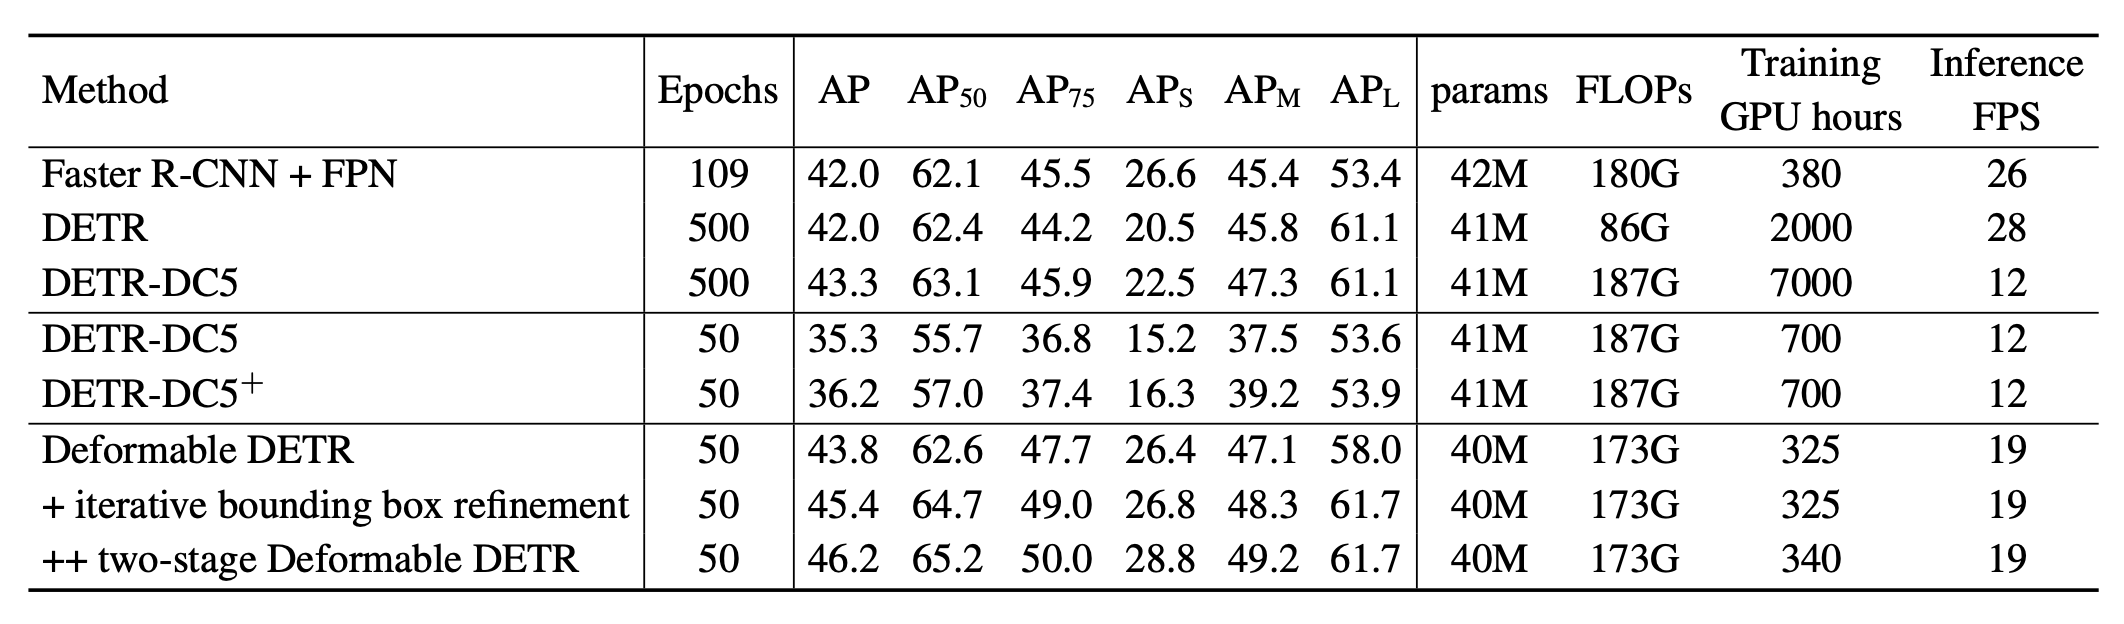 Method Epochs AP AP50 AP75 APS APM APL params FLOPs Training GPU hours Inference FPS
Faster R-CNN + FPN 109 42.0 62.1 45.5 26.6 45.4 53.4 42M 180G 380 26
DETR 500 42.0 62.4 44.2 20.5 45.8 61.1 41M 86G 2000 28
DETR-DC5 500 43.3 63.1 45.9 22.5 47.3 61.1 41M 187G 7000 12
DETR-DC5 50 35.3 55.7 36.8 15.2 37.5 53.6 41M 187G 700 12
DETR-DC5+ 50 36.2 57.0 37.4 16.3 39.2 53.9 41M 187G 700 12
Deformable DETR 50 43.8 62.6 47.7 26.4 47.1 58.0 40M 173G 325 19
+ iterative bounding box refinement 50 45.4 64.7 49.0 26.8 48.3 61.7 40M 173G 325 19
++ two-stage Deformable DETR 50 46.2 65.2 50.0 28.8 49.2 61.7 40M 173G 340 19